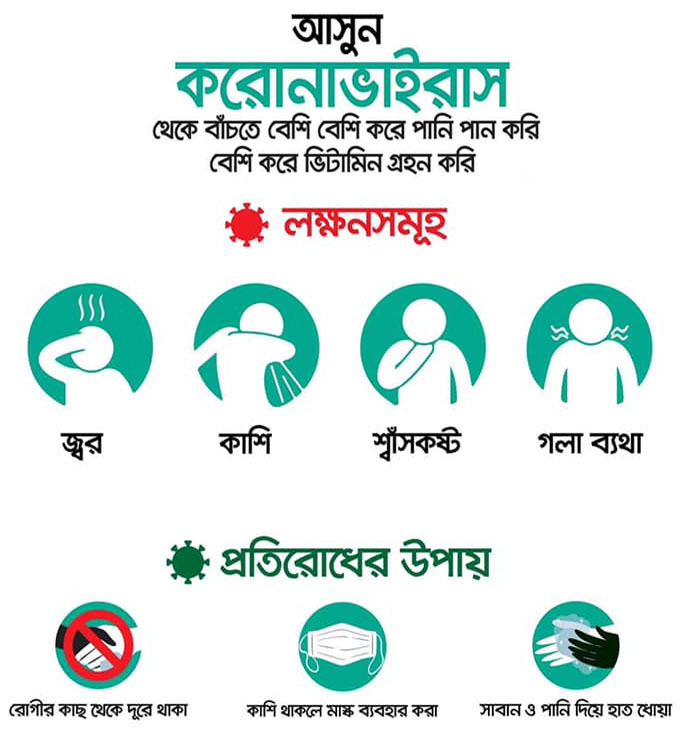 আসুন
করোনাভাইরাস
থেকে বাঁচতে বেশি বেশি করে পানি পান করি
বেশি করে ভিটামিন গ্রহন করি
লক্ষনসমূহ
জ্বর
কাশি
শ্বাঁসকষ্ট
গলা ব্যথা
প্রতিরোধের উপায়
রোগীর কাছ থেকে দূরে থাকা
কাশি থাকলে মাস্ক ব্যবহার করা
সাবান ও পানি দিয়ে হাত ধোয়া